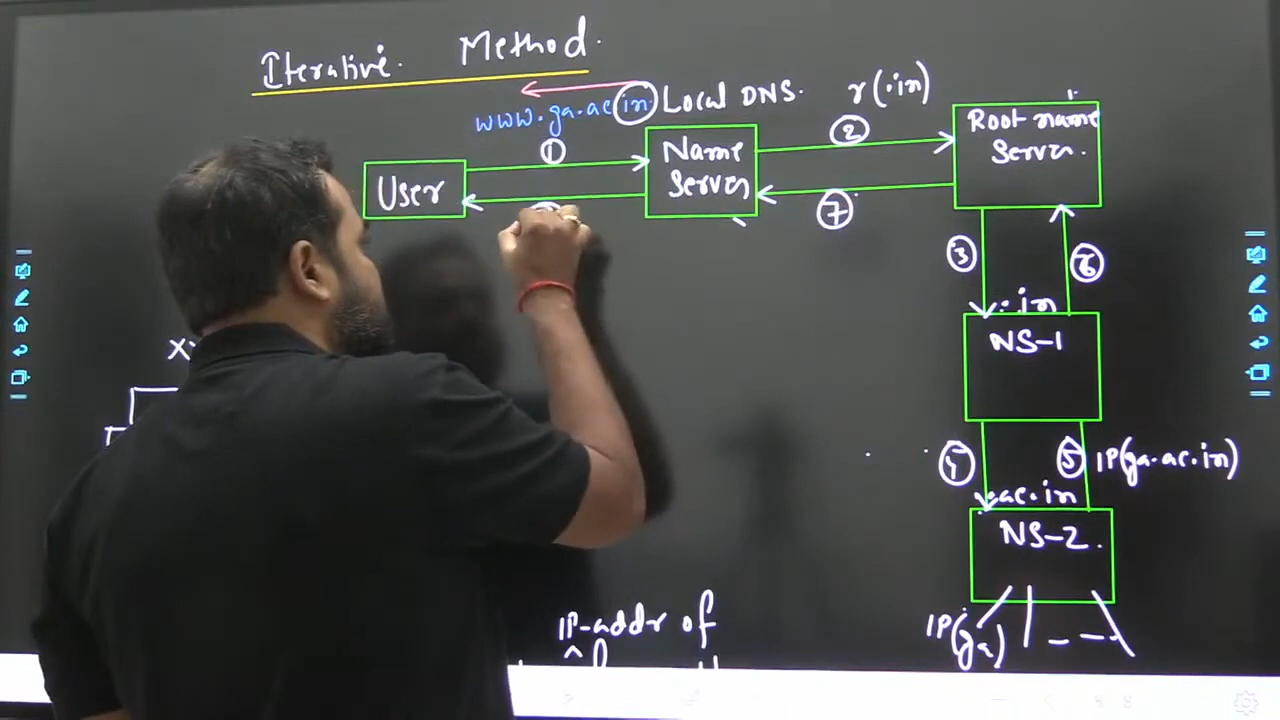 Iterative. Method.
www.ga.ac.in. Local DNS. r(.in)
① ②
User
Name
Server
Root name
Server.
⑦
③ ⑥
.in
NS-1
④ ⑤ IP(ga.ac.in)
.ac.in
NS-2.
IP-addr of
IP(ga)